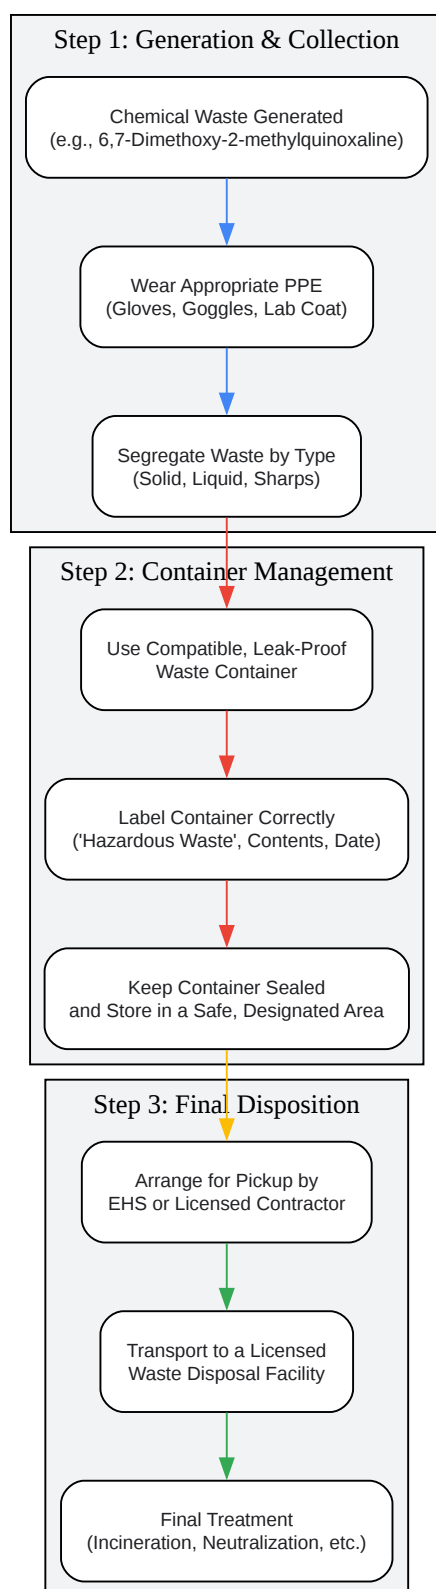 Step 1: Generation & Collection
Chemical Waste Generated
(e.g., 6,7-Dimethoxy-2-methylquinoxaline)
Wear Appropriate PPE
(Gloves, Goggles, Lab Coat)
Segregate Waste by Type
(Solid, Liquid, Sharps)
Step 2: Container Management
Use Compatible, Leak-Proof
Waste Container
Label Container Correctly
('Hazardous Waste', Contents, Date)
Keep Container Sealed
and Store in a Safe, Designated Area
Step 3: Final Disposition
Arrange for Pickup by
EHS or Licensed Contractor
Transport to a Licensed
Waste Disposal Facility
Final Treatment
(Incineration, Neutralization, etc.)